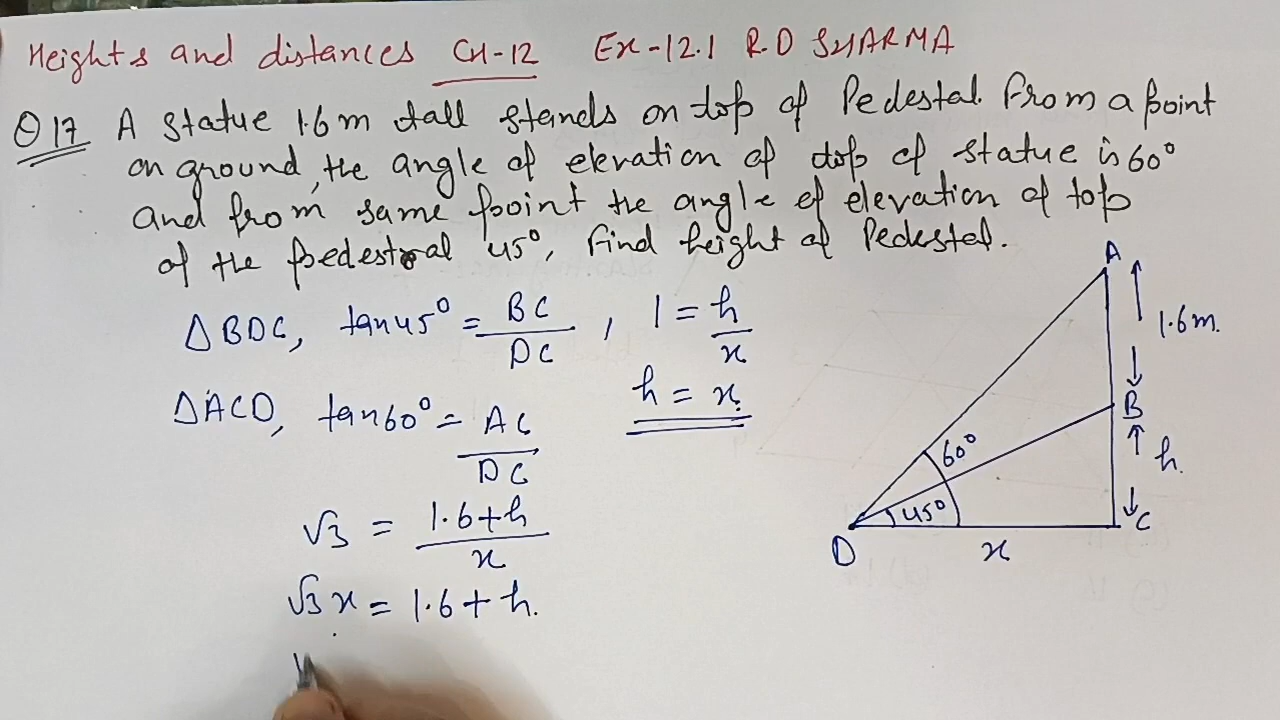 Heights and distances CH-12 Ex-12.1 R.D SHARMA
Q17 A statue 1.6m tall stands on top of Pedestal. From a point
on ground, the angle of elevation of top of statue is 60°
and from same point the angle of elevation of top
of the pedestal 45°, Find height of Pedestal.
ΔBDC, tan45° = BC/DC, 1 = h/x
h = x
ΔACD, tan60° = AC/DC
√3 = 1.6+h/x
√3x = 1.6+h.
A
1.6m.
B
h.
60°
45°
C
D
x